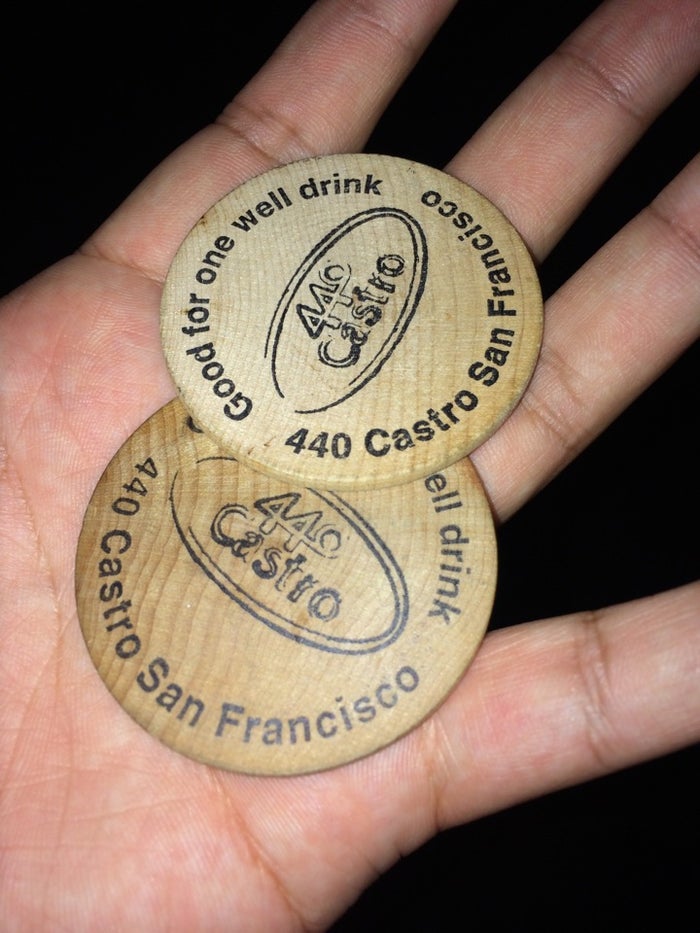 Good for one well drink
440
Castro
440 Castro San Francisco
ell drink
440
Castro
440 Castro San Francisco